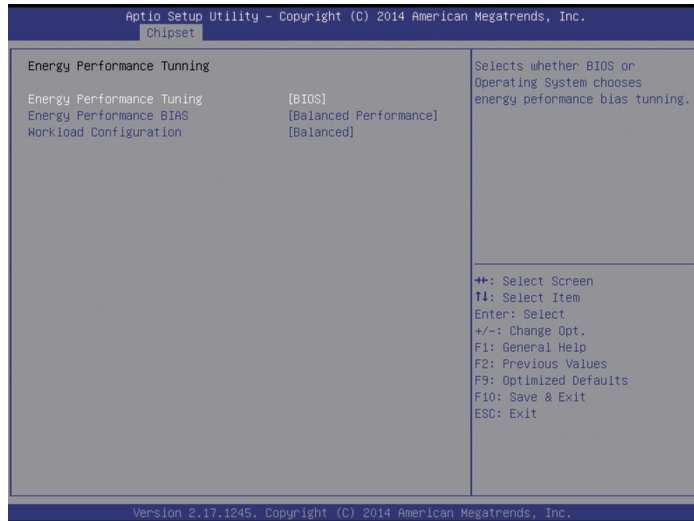 Aptio Setup Utility – Copyright (C) 2014 American Megatrends, Inc.
Chipset
Energy Performance Tunning
Energy Performance Tuning [BIOS]
Energy Performance BIAS [Balanced Performance]
Workload Configuration [Balanced]
Selects whether BIOS or
Operating System chooses
energy peformance bias tunning.
→←: Select Screen
↑↓: Select Item
Enter: Select
+/-: Change Opt.
F1: General Help
F2: Previous Values
F9: Optimized Defaults
F10: Save & Exit
ESC: Exit
Version 2.17.1245. Copyright (C) 2014 American Megatrends, Inc.